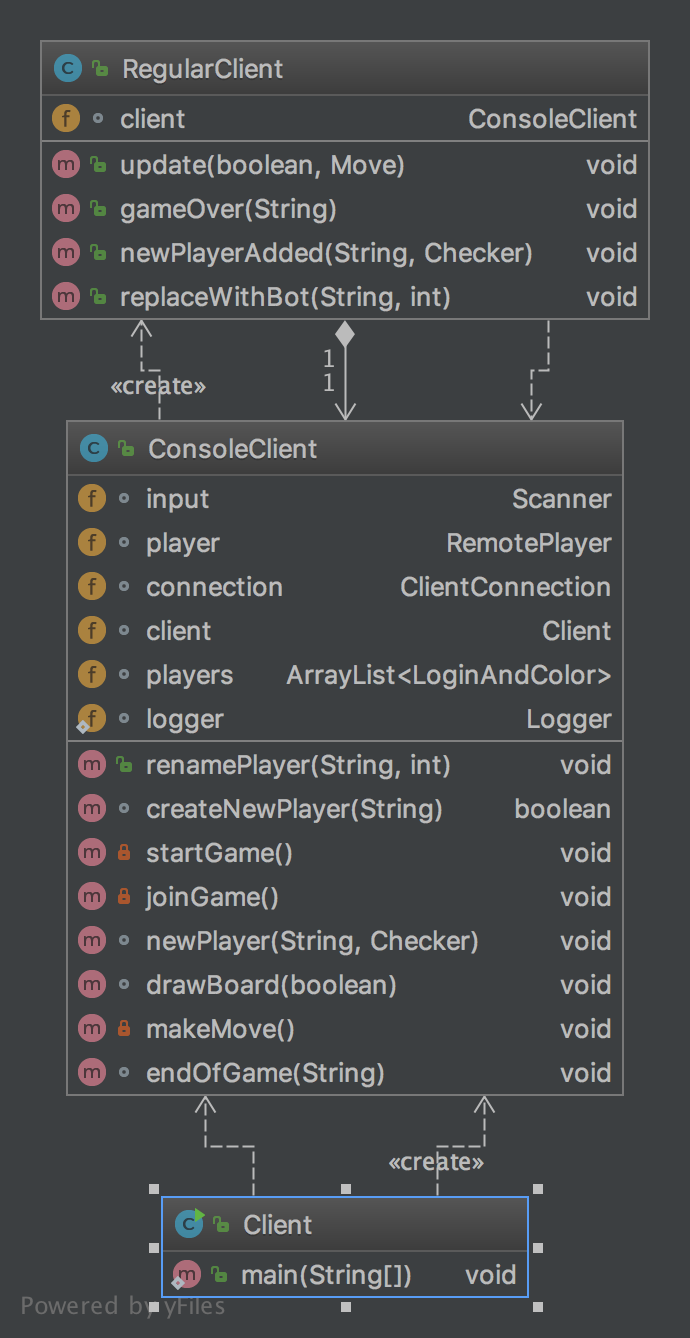 RegularClient
client ConsoleClient
update(boolean, Move) void
gameOver(String) void
newPlayerAdded(String, Checker) void
replaceWithBot(String, int) void
1
«create»
1
ConsoleClient
input Scanner
player RemotePlayer
connection ClientConnection
client Client
players ArrayList<LoginAndColor>
logger Logger
renamePlayer(String, int) void
createNewPlayer(String) boolean
startGame() void
joinGame() void
newPlayer(String, Checker) void
drawBoard(boolean) void
makeMove() void
endOfGame(String) void
«create»
Client
main(String[]) void
Powered by yFiles